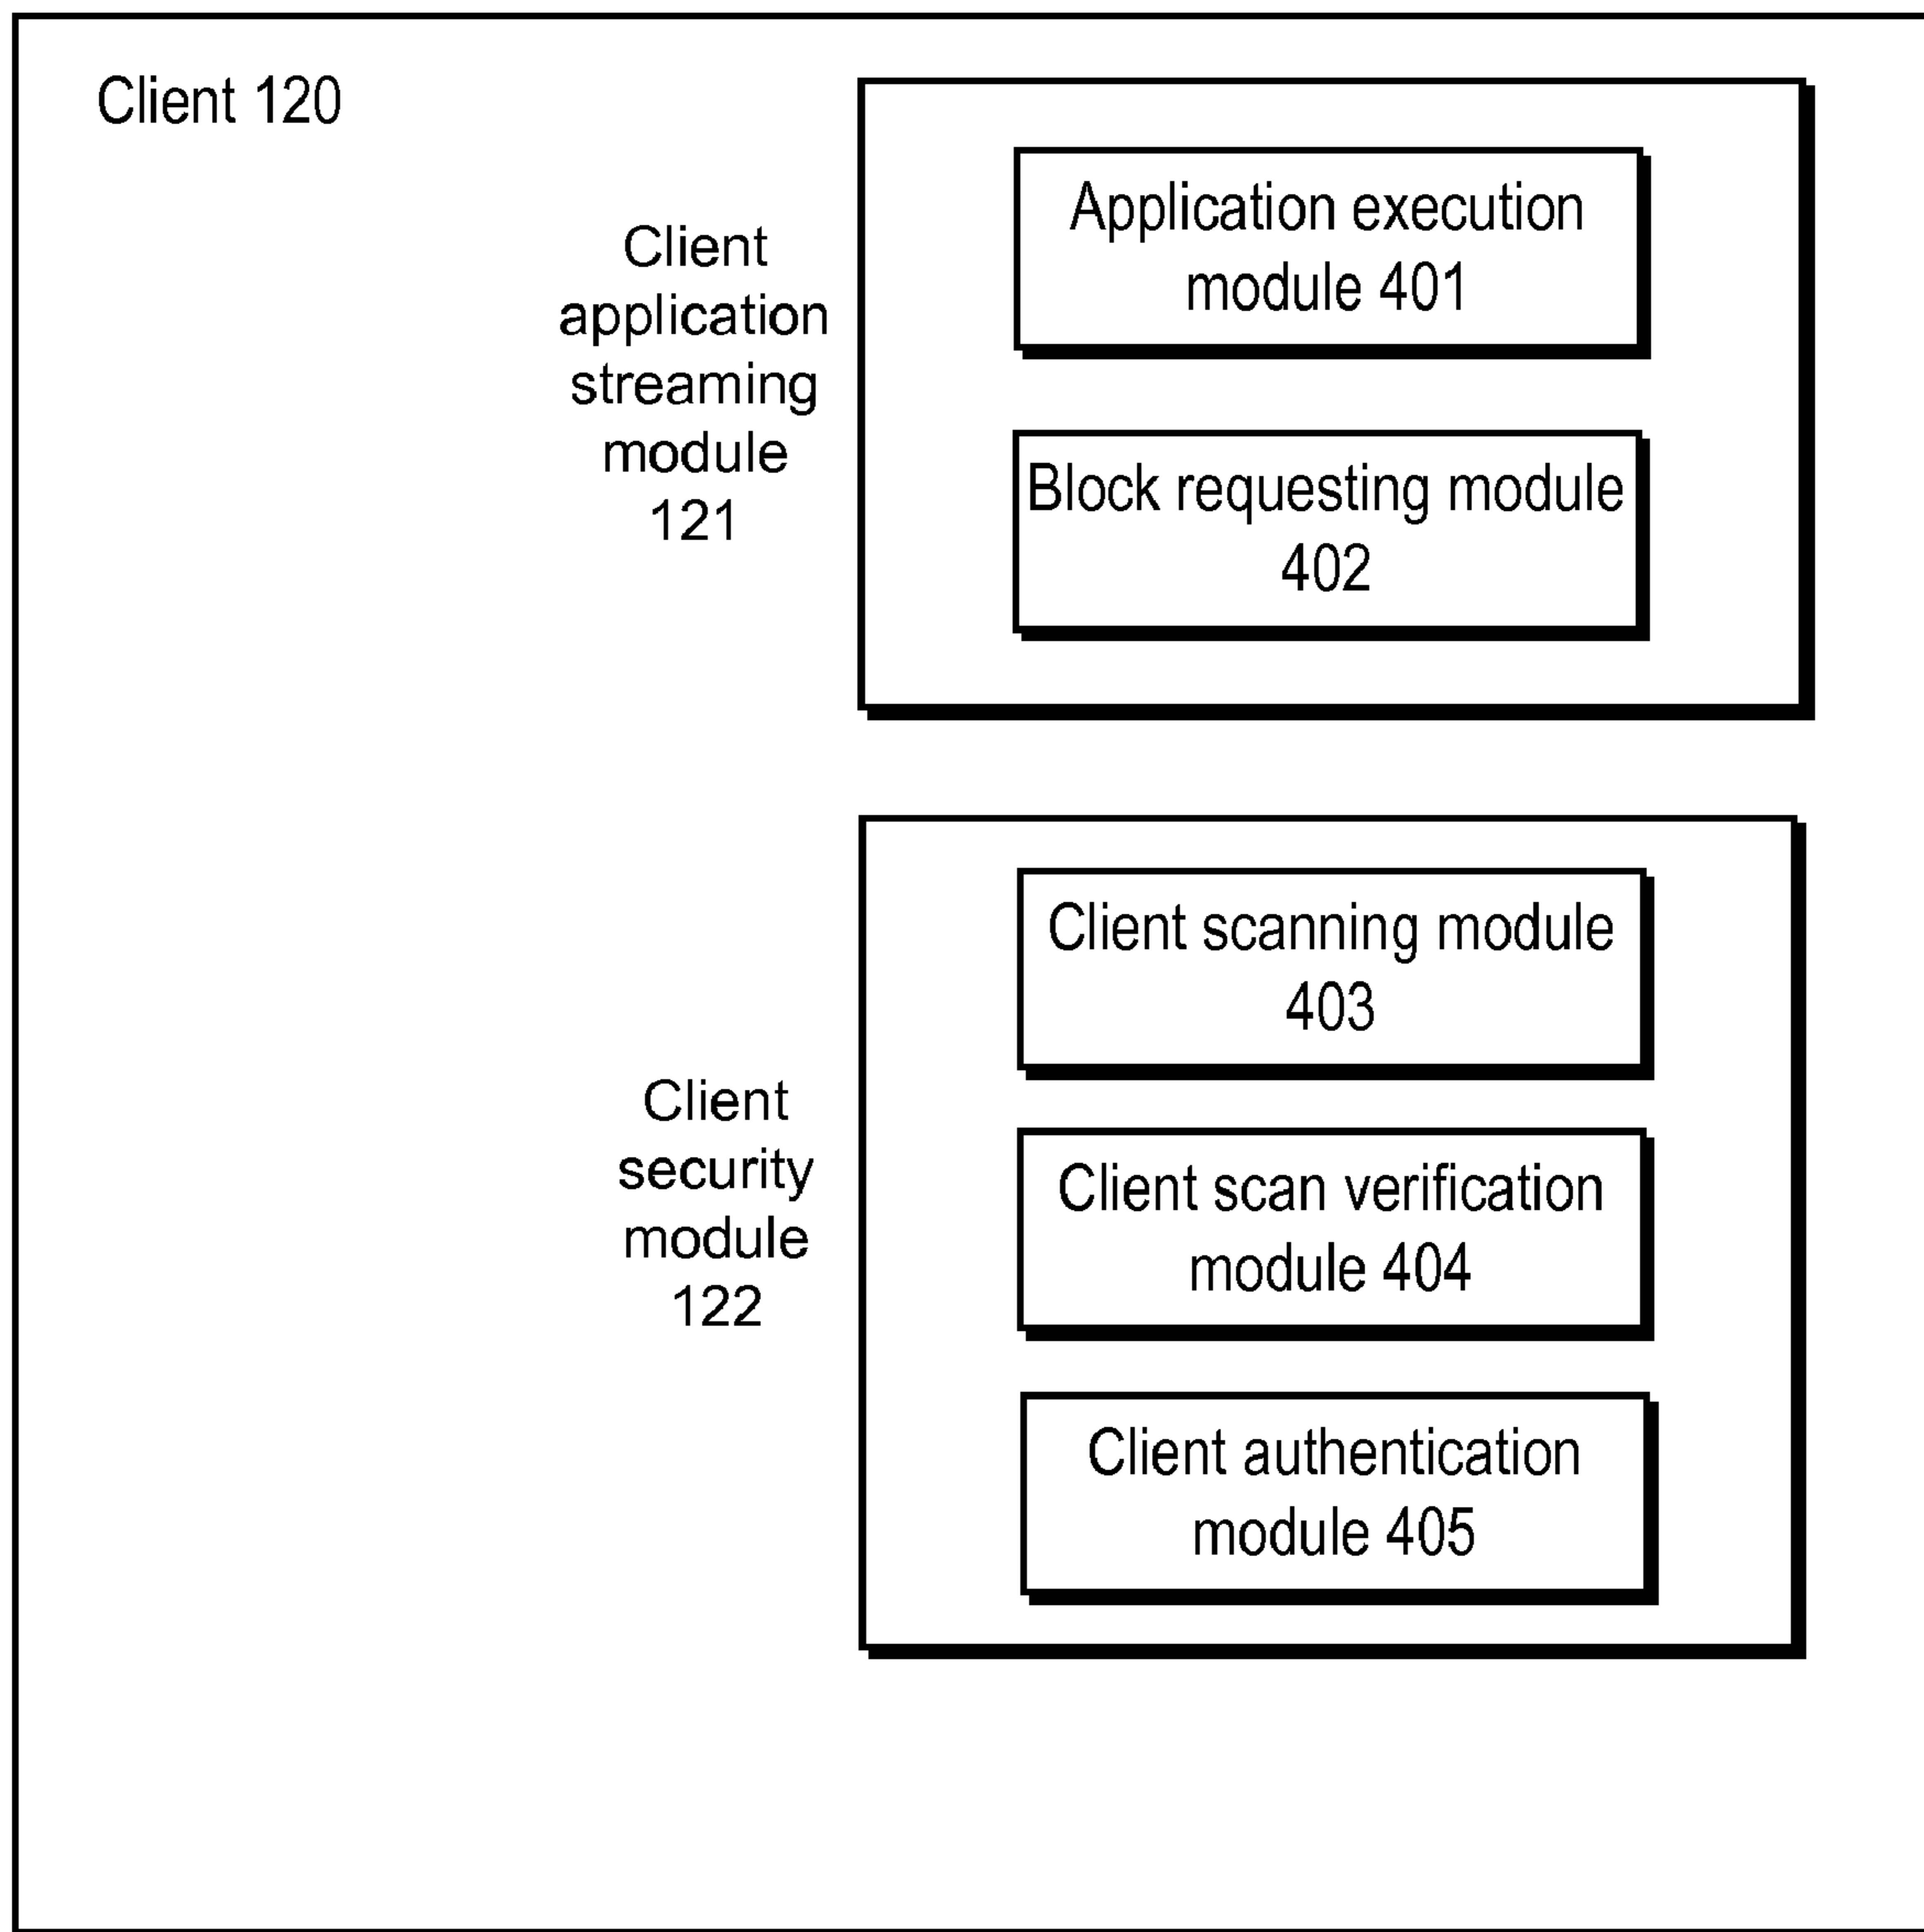 Client 120
Client
application
streaming
module
121
Application execution
module 401
Block requesting module
402
Client
security
module
122
Client scanning module
403
Client scan verification
module 404
Client authentication
module 405